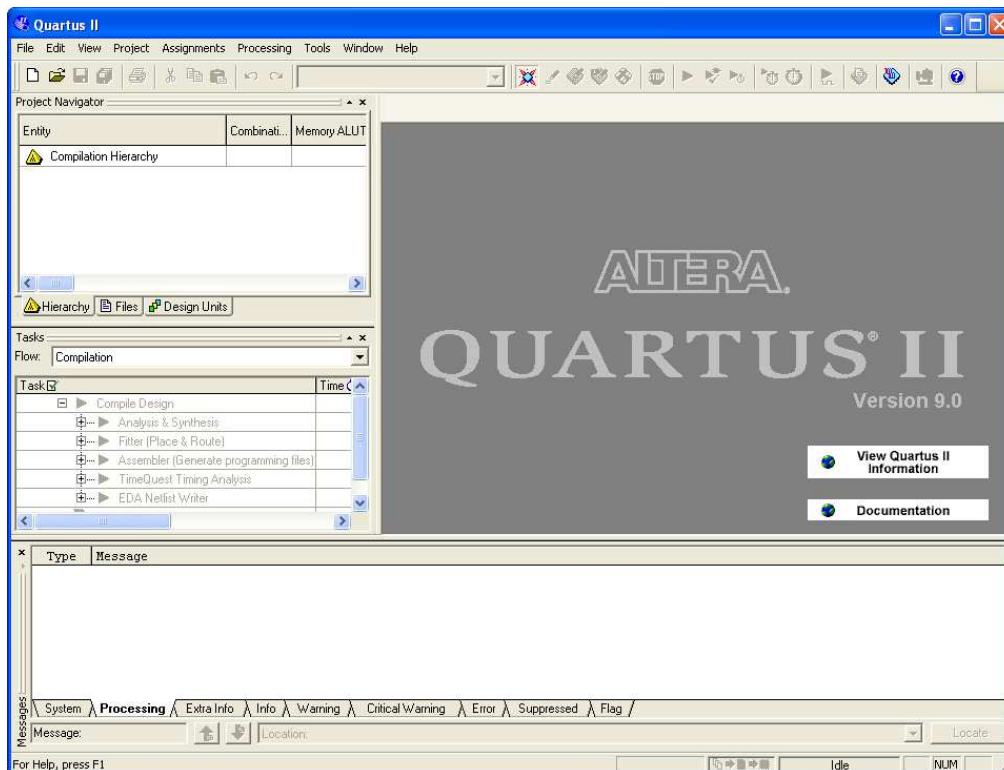 Quartus II
File Edit View Project Assignments Processing Tools Window Help
Project Navigator
Entity Combinati... Memory ALUT
Compilation Hierarchy
Hierarchy Files Design Units
Tasks
Flow: Compilation
Task Time
Compile Design
Analysis & Synthesis
Fitter (Place & Route)
Assembler (Generate programming files)
TimeQuest Timing Analysis
EDA Netlist Writer
ALTERA.
QUARTUS® II
Version 9.0
View Quartus II
Information
Documentation
Type Message
System Processing Extra Info Info Warning Critical Warning Error Suppressed Flag
Messages
Message: Location: Locate
For Help, press F1 Idle NUM